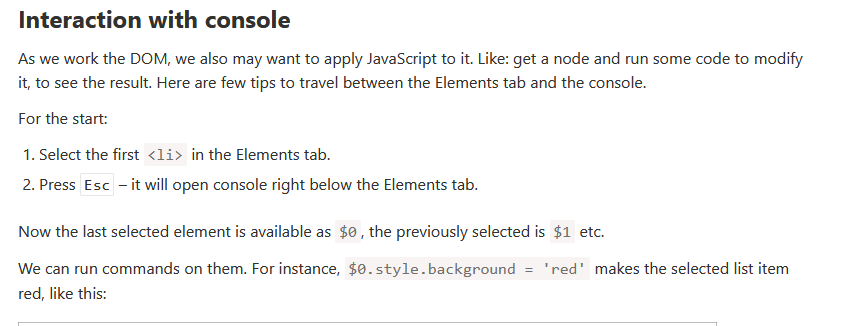 Interaction with console
As we work the DOM, we also may want to apply JavaScript to it. Like: get a node and run some code to modify
it, to see the result. Here are few tips to travel between the Elements tab and the console.
For the start:
1. Select the first <li> in the Elements tab.
2. Press Esc – it will open console right below the Elements tab.
Now the last selected element is available as $0, the previously selected is $1 etc.
We can run commands on them. For instance, $0.style.background = 'red' makes the selected list item
red, like this: